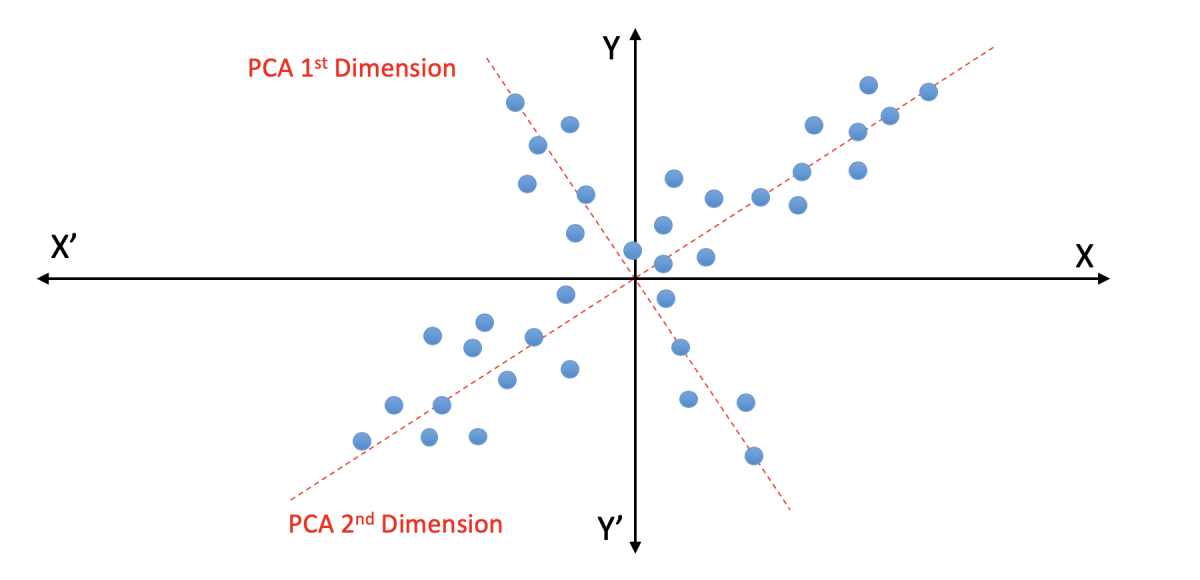 Y
PCA 1st Dimension
X’
X
PCA 2nd Dimension
Y’